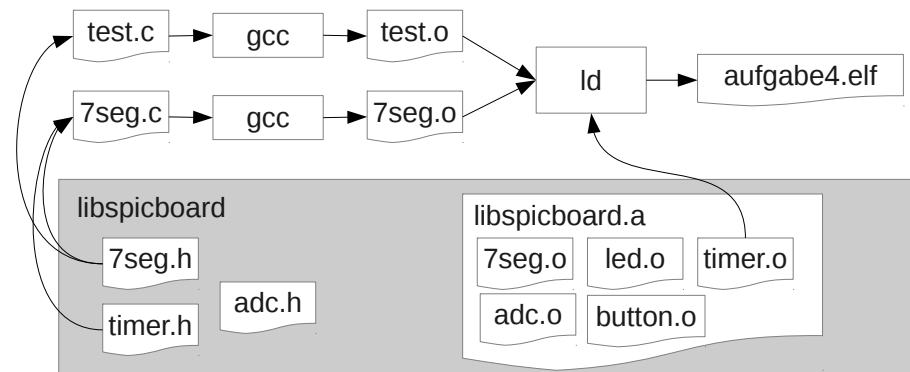 test.c
gcc
test.o
ld
aufgabe4.elf
7seg.c
gcc
7seg.o
libspicboard
7seg.h
adc.h
timer.h
libspicboard.a
7seg.o
led.o
timer.o
adc.o
button.o